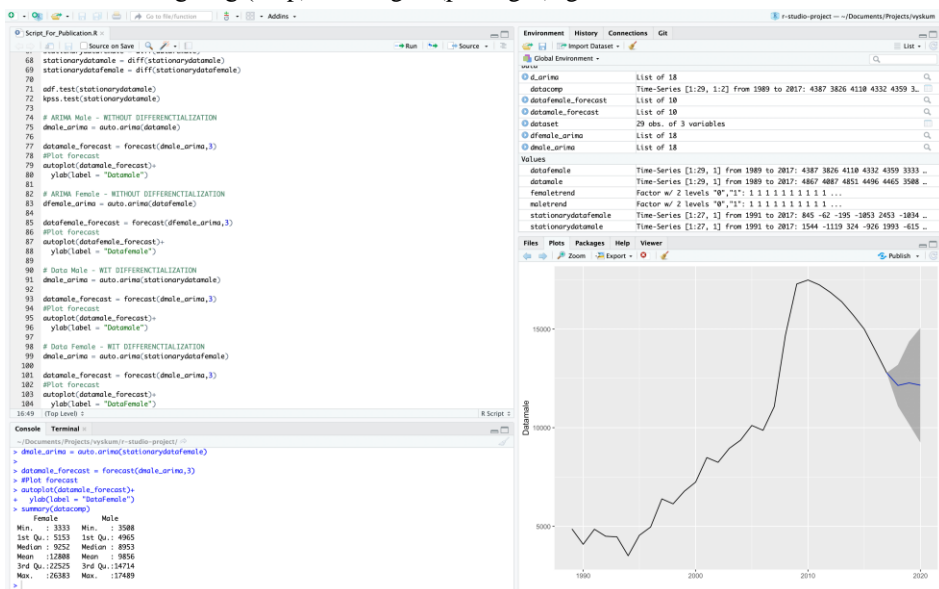 Go to file/function
Addins
r-studio-project — ~/Documents/Projects/vyskum/r-studio-project
Script_For_Publication.R
Source on Save
Run
Source
68 stationarydatamale = diff(stationarydatamale)
69 stationarydatafemale = diff(stationarydatafemale)
70
71 adf.test(stationarydatamale)
72 kpss.test(stationarydatamale)
73
74 # ARIMA Male - WITHOUT DIFFERENCTIALIZATION
75 dmale_arima = auto.arima(datamale)
76
77 datamale_forecast = forecast(dmale_arima,3)
78 #Plot forecast
79 autoplot(datamale_forecast)+
80 ylab(label = "Datamale")
81
82 # ARIMA Female - WITHOUT DIFFERENCTIALIZATION
83 dfemale_arima = auto.arima(datafemale)
84
85 datafemale_forecast = forecast(dfemale_arima,3)
86 #Plot forecast
87 autoplot(datafemale_forecast)+
88 ylab(label = "Datafemale")
89
90 # Data Male - WIT DIFFERENCTIALIZATION
91 dmale_arima = auto.arima(stationarydatamale)
92
93 datamale_forecast = forecast(dmale_arima,3)
94 #Plot forecast
95 autoplot(datamale_forecast)+
96 ylab(label = "Datamale")
97
98 # Data Female - WIT DIFFERENCTIALIZATION
99 dmale_arima = auto.arima(stationarydatafemale)
100
101 datamale_forecast = forecast(dmale_arima,3)
102 #Plot forecast
103 autoplot(datamale_forecast)+
104 ylab(label = "DataFemale")
16:49 (Top Level) R Script
Console Terminal
~/Documents/Projects/vyskum/r-studio-project/
> dmale_arima = auto.arima(stationarydatafemale)
>
> datamale_forecast = forecast(dmale_arima,3)
> #Plot forecast
> autoplot(datamale_forecast)+
+ ylab(label = "DataFemale")
> summary(datacomp)
Female Male
Min. : 3333 Min. : 3508
1st Qu.: 5153 1st Qu.: 4965
Median : 9252 Median : 8953
Mean :12808 Mean : 9856
3rd Qu.:22525 3rd Qu.:14714
Max. :26383 Max. :17489
>
Environment History Connections Git
Import Dataset
List
Global Environment
Data
d_arima List of 18
datacomp Time-Series [1:29, 1:2] from 1989 to 2017: 4387 3826 4110 4332 4359 3…
datafemale_forecast List of 10
datamale_forecast List of 10
dataset 29 obs. of 3 variables
dfemale_arima List of 18
dmale_arima List of 18
Values
datafemale Time-Series [1:29, 1] from 1989 to 2017: 4387 3826 4110 4332 4359 3333 …
datamale Time-Series [1:29, 1] from 1989 to 2017: 4867 4087 4851 4496 4465 3508 …
femaletrend Factor w/ 2 levels "0","1": 1 1 1 1 1 1 1 1 1 1 ...
maletrend Factor w/ 2 levels "0","1": 1 1 1 1 1 1 1 1 1 1 ...
stationarydatafemale Time-Series [1:27, 1] from 1991 to 2017: 845 -62 -195 -1053 2453 -1034 …
stationarydatamale Time-Series [1:27, 1] from 1991 to 2017: 1544 -1119 324 -926 1993 -615 …
Files Plots Packages Help Viewer
Zoom Export Publish
15000
10000
5000
Datamale
1990 2000 2010 2020